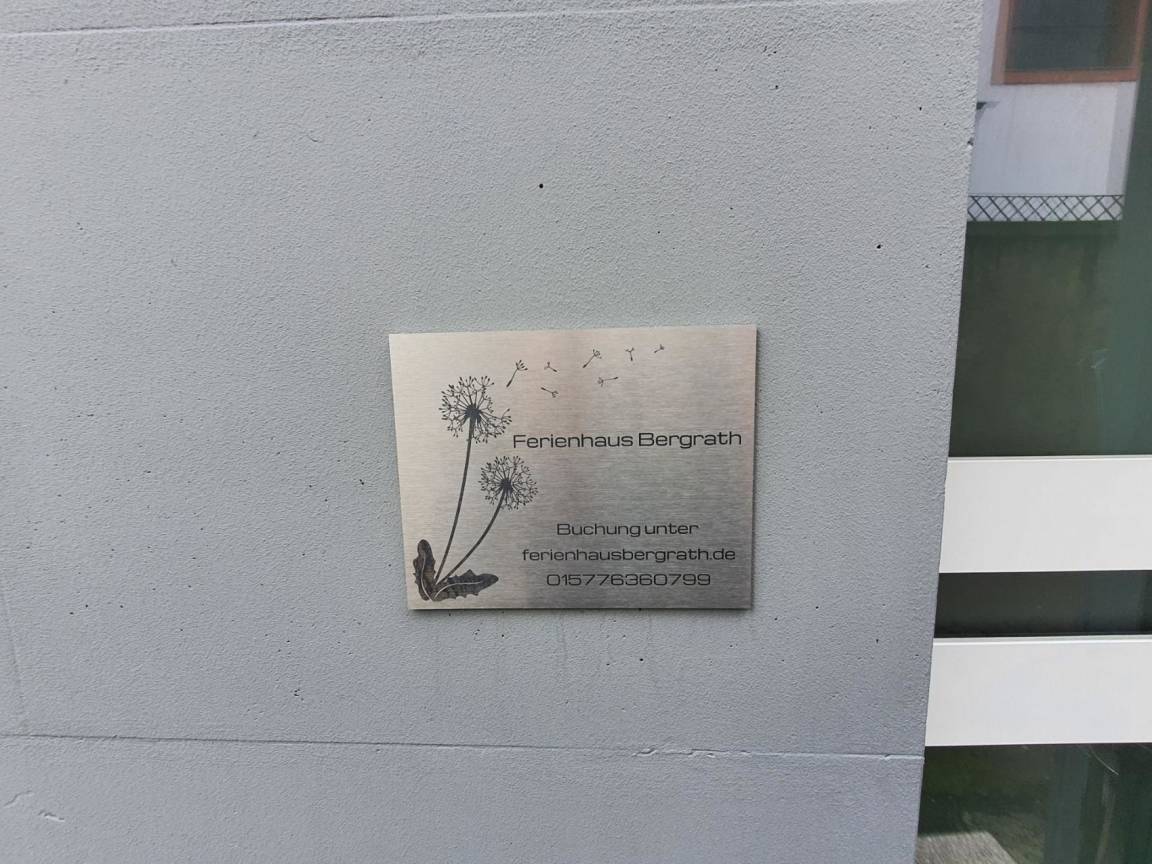 Ferienhaus Bergrath
Buchung unter
ferienhausbergrath.de
015776360799